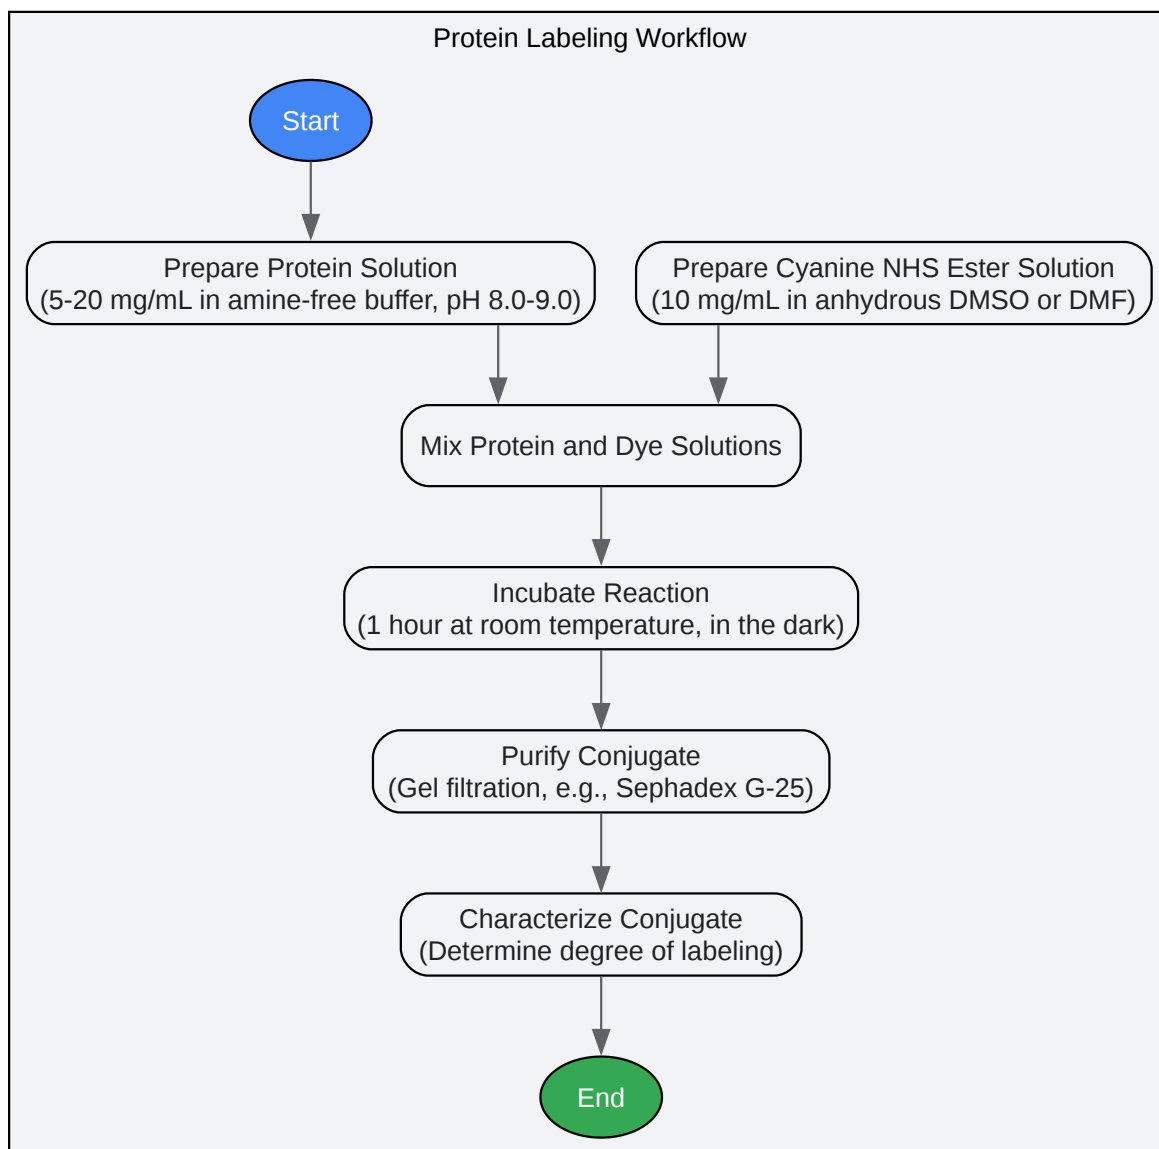 Protein Labeling Workflow
Start
Prepare Protein Solution
(5-20 mg/mL in amine-free buffer, pH 8.0-9.0)
Prepare Cyanine NHS Ester Solution
(10 mg/mL in anhydrous DMSO or DMF)
Mix Protein and Dye Solutions
Incubate Reaction
(1 hour at room temperature, in the dark)
Purify Conjugate
(Gel filtration, e.g., Sephadex G-25)
Characterize Conjugate
(Determine degree of labeling)
End